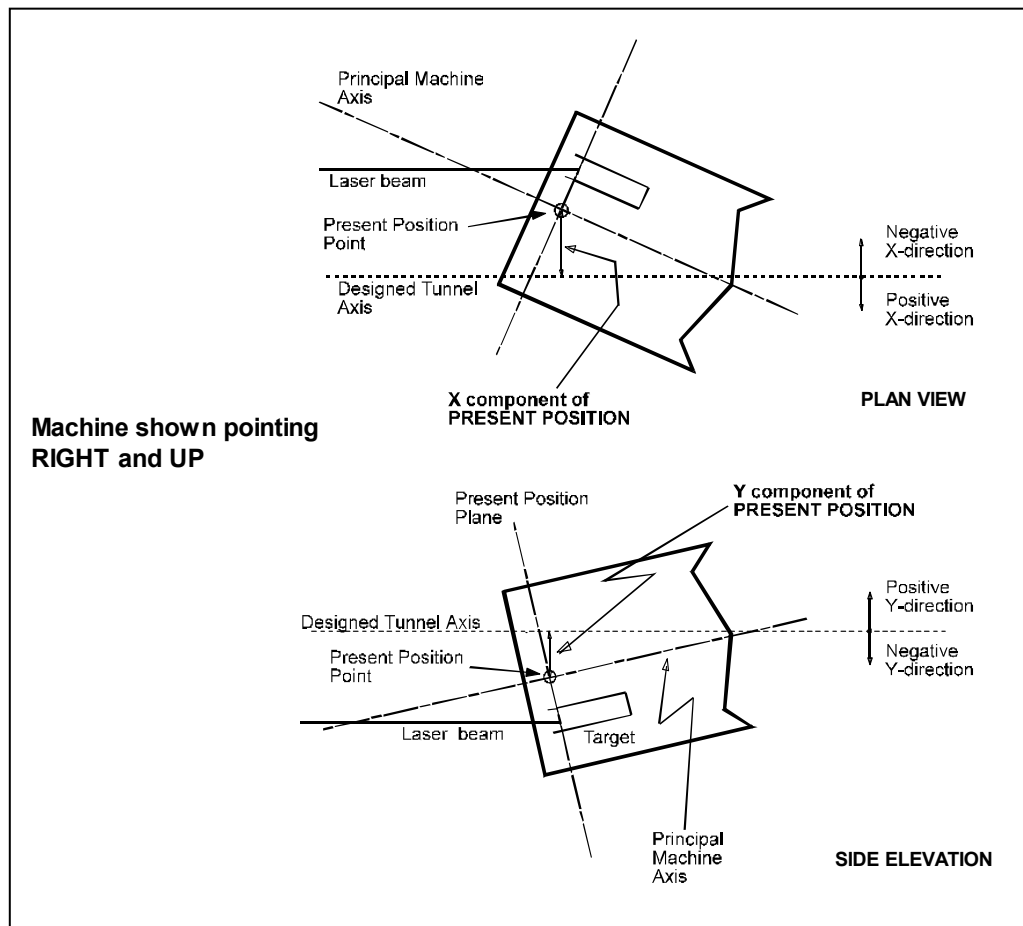 Principal Machine
Axis
Laser beam
Present Position
Point
Designed Tunnel
Axis
Negative
X-direction
Positive
X-direction
X component of
PRESENT POSITION
PLAN VIEW
Machine shown pointing
RIGHT and UP
Present Position
Plane
Y component of
PRESENT POSITION
Designed Tunnel Axis
Present Position
Point
Positive
Y-direction
Negative
Y-direction
Laser beam
Target
Principal
Machine
Axis
SIDE ELEVATION